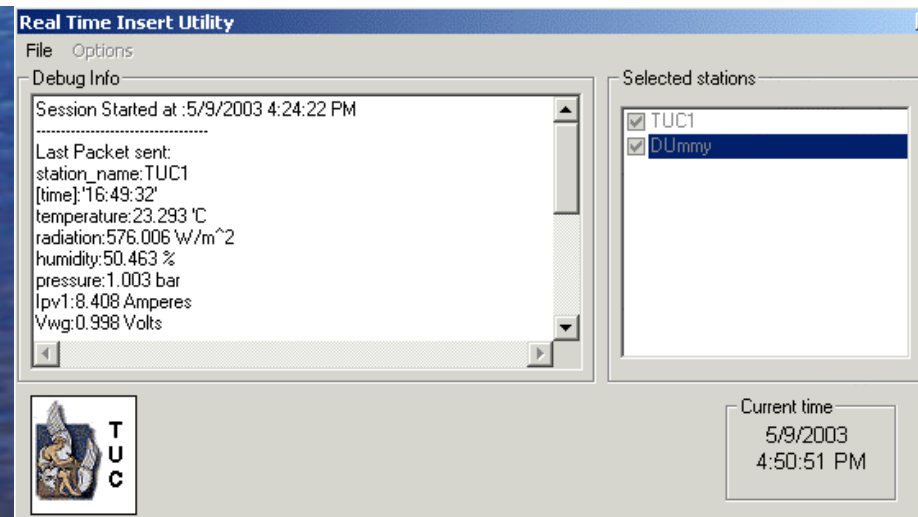 Real Time Insert Utility
File Options
Debug Info
Session Started at :5/9/2003 4:24:22 PM
----------------------------------
Last Packet sent:
station_name:TUC1
[time]:'16:49:32'
temperature:23.293 'C
radiation:576.006 W/m^2
humidity:50.463 %
pressure:1.003 bar
Ipv1:8.408 Amperes
Vwg:0.998 Volts
Selected stations
TUC1
DUmmy
T
U
C
Current time
5/9/2003
4:50:51 PM